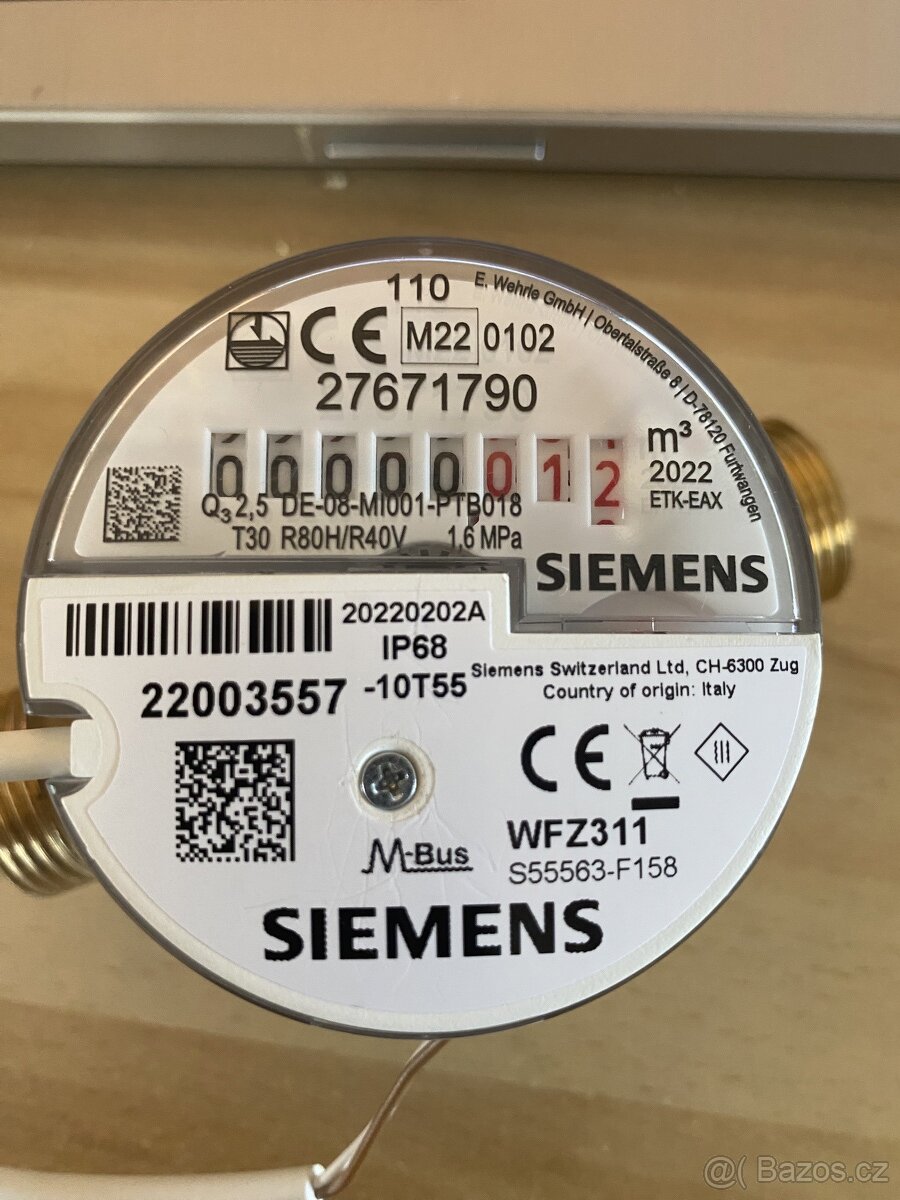 110
E. Wehrle GmbH | Obertalstraße 8 | D-78120 Furtwangen
CE M22 0102
27671790
00000012 m³
2022
ETK-EAX
Q3 2,5 DE-08-MI001-PTB018
T30 R80H/R40V 1,6 MPa
SIEMENS
20220202A
IP68
22003557 -10T55
Siemens Switzerland Ltd, CH-6300 Zug
Country of origin: Italy
CE
M-Bus
WFZ311
S55563-F158
SIEMENS
@( Bazos.cz